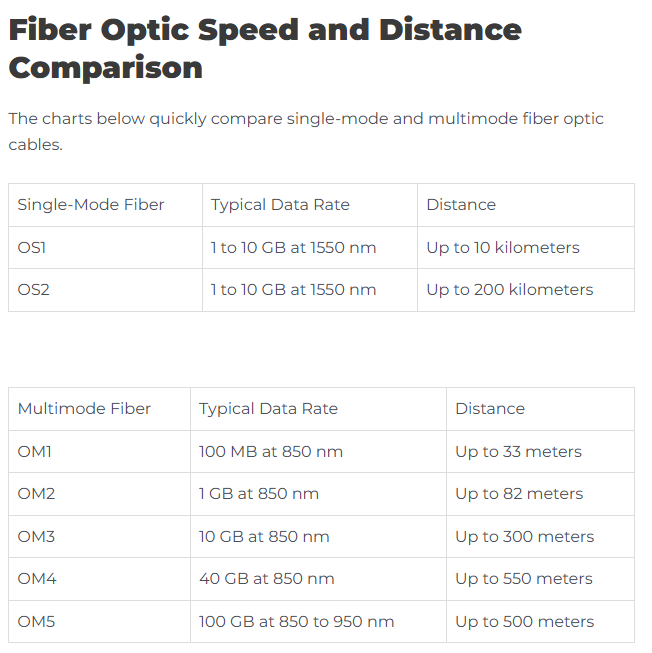 Fiber Optic Speed and Distance
Comparison
The charts below quickly compare single-mode and multimode fiber optic
cables.
Single-Mode Fiber Typical Data Rate Distance
OS1 1 to 10 GB at 1550 nm Up to 10 kilometers
OS2 1 to 10 GB at 1550 nm Up to 200 kilometers
Multimode Fiber Typical Data Rate Distance
OM1 100 MB at 850 nm Up to 33 meters
OM2 1 GB at 850 nm Up to 82 meters
OM3 10 GB at 850 nm Up to 300 meters
OM4 40 GB at 850 nm Up to 550 meters
OM5 100 GB at 850 to 950 nm Up to 500 meters